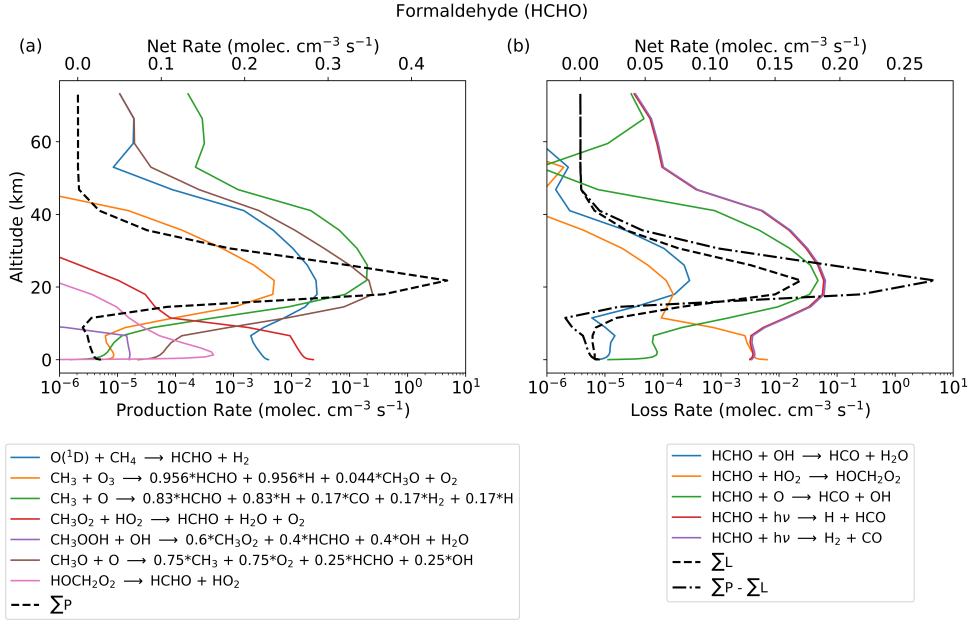 Formaldehyde (HCHO)
(a) Net Rate (molec. cm⁻³ s⁻¹)
0.0 0.1 0.2 0.3 0.4
(b) Net Rate (molec. cm⁻³ s⁻¹)
0.00 0.05 0.10 0.15 0.20 0.25
Altitude (km)
60
40
20
0
10⁻⁶ 10⁻⁵ 10⁻⁴ 10⁻³ 10⁻² 10⁻¹ 10⁰ 10¹
Production Rate (molec. cm⁻³ s⁻¹)
10⁻⁶ 10⁻⁵ 10⁻⁴ 10⁻³ 10⁻² 10⁻¹ 10⁰ 10¹
Loss Rate (molec. cm⁻³ s⁻¹)
O(¹D) + CH₄ ⟶ HCHO + H₂
CH₃ + O₃ ⟶ 0.956*HCHO + 0.956*H + 0.044*CH₃O + O₂
CH₃ + O ⟶ 0.83*HCHO + 0.83*H + 0.17*CO + 0.17*H₂ + 0.17*H
CH₃O₂ + HO₂ ⟶ HCHO + H₂O + O₂
CH₃OOH + OH ⟶ 0.6*CH₃O₂ + 0.4*HCHO + 0.4*OH + H₂O
CH₃O + O ⟶ 0.75*CH₃ + 0.75*O₂ + 0.25*HCHO + 0.25*OH
HOCH₂O₂ ⟶ HCHO + HO₂
∑P
HCHO + OH ⟶ HCO + H₂O
HCHO + HO₂ ⟶ HOCH₂O₂
HCHO + O ⟶ HCO + OH
HCHO + hν ⟶ H + HCO
HCHO + hν ⟶ H₂ + CO
∑L
∑P - ∑L